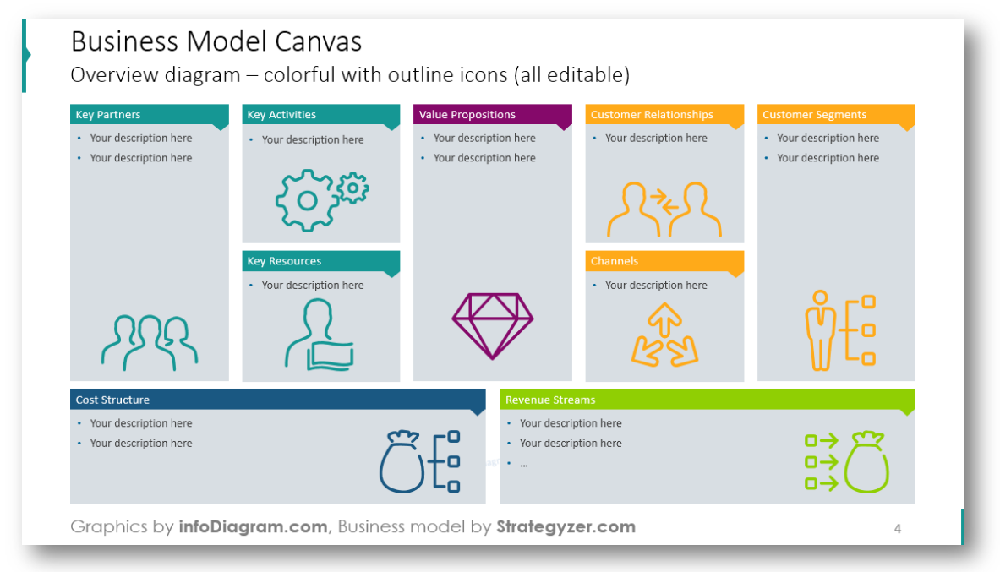 Business Model Canvas
Overview diagram – colorful with outline icons (all editable)
Key Partners
• Your description here
• Your description here
Key Activities
• Your description here
Key Resources
• Your description here
Value Propositions
• Your description here
• Your description here
Customer Relationships
• Your description here
Channels
• Your description here
Customer Segments
• Your description here
• Your description here
Cost Structure
• Your description here
• Your description here
Revenue Streams
• Your description here
• Your description here
• ...
Graphics by infoDiagram.com, Business model by Strategyzer.com
4